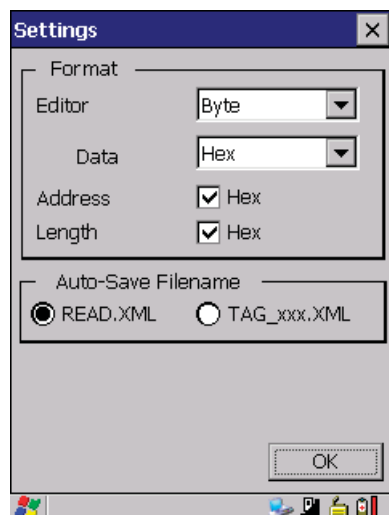 Settings
Format
Editor Byte
Data Hex
Address Hex
Length Hex
Auto-Save Filename
READ.XML TAG_xxx.XML
OK